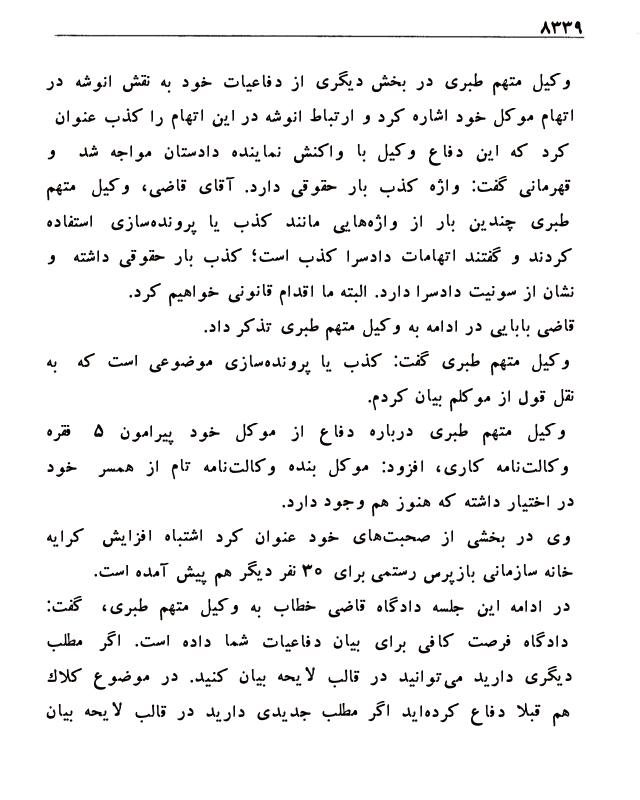 ۸۳۳۹
وکیل متهم طبری در بخش دیگری از دفاعیات خود به نقش انوشه در
اتهام موکل خود اشاره کرد و ارتباط انوشه در این اتهام را کذب عنوان
کرد که این دفاع وکیل با واکنش نماینده دادستان مواجه شد و
قهرمانی گفت: واژه کذب بار حقوقی دارد. آقای قاضی، وکیل متهم
طبری چندین بار از واژه‌هایی مانند کذب یا پرونده‌سازی استفاده
کردند و گفتند اتهامات دادسرا کذب است؛ کذب بار حقوقی داشته و
نشان از سونیت دادسرا دارد. البته ما اقدام قانونی خواهیم کرد.
قاضی بابایی در ادامه به وکیل متهم طبری تذکر داد.
وکیل متهم طبری گفت: کذب یا پرونده‌سازی موضوعی است که به
نقل قول از موکلم بیان کردم.
وکیل متهم طبری درباره دفاع از موکل خود پیرامون ۵ فقره
وکالت‌نامه کاری، افزود: موکل بنده وکالت‌نامه تام از همسر خود
در اختیار داشته که هنوز هم وجود دارد.
وی در بخشی از صحبت‌های خود عنوان کرد اشتباه افزایش کرایه
خانه سازمانی بازپرس رستمی برای ۳۰ نفر دیگر هم پیش آمده است.
در ادامه این جلسه دادگاه قاضی خطاب به وکیل متهم طبری، گفت:
دادگاه فرصت کافی برای بیان دفاعیات شما داده است. اگر مطلب
دیگری دارید می‌توانید در قالب لایحه بیان کنید. در موضوع کلاك
هم قبلا دفاع کرده‌اید اگر مطلب جدیدی دارید در قالب لایحه بیان